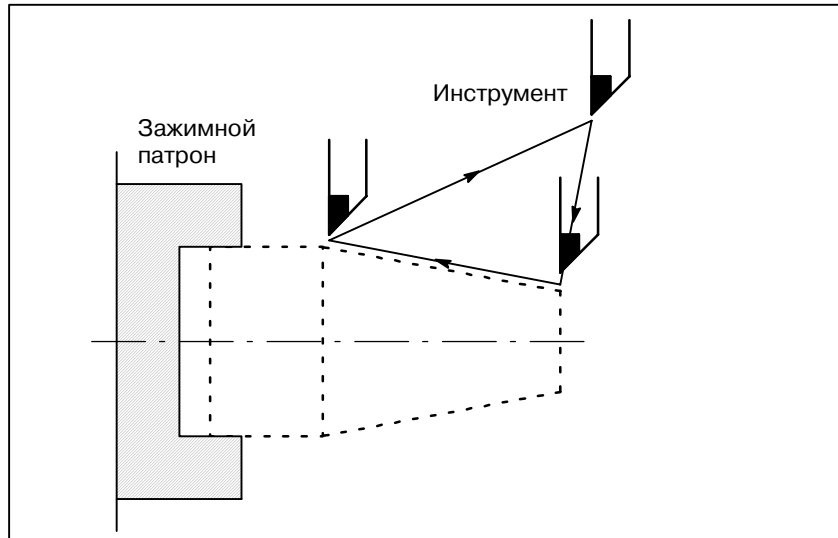 Инструмент
Зажимной
патрон